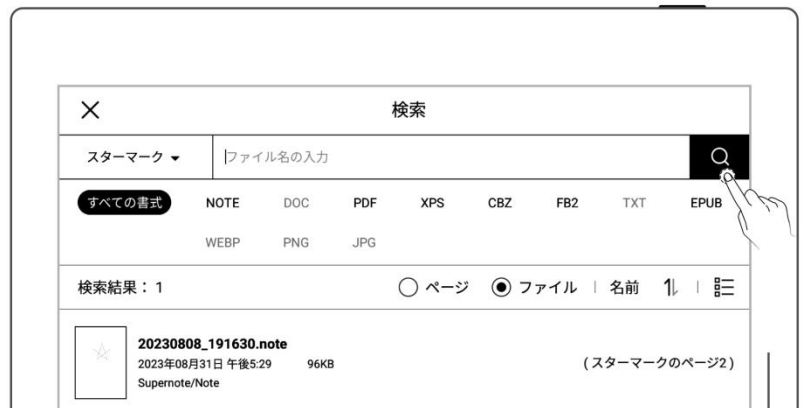 検索
スターマーク ファイル名の入力
すべての書式 NOTE DOC PDF XPS CBZ FB2 TXT EPUB
WEBP PNG JPG
検索結果：1 ページ ファイル 名前
20230808_191630.note
2023年08月31日 午後5:29 96KB (スターマークのページ2)
Supernote/Note